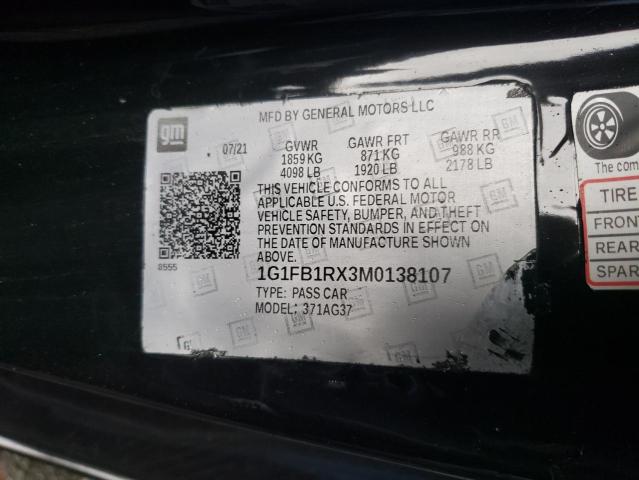 MFD BY GENERAL MOTORS LLC
gm
07/21
GVWR GAWR FRT GAWR RR
1859 KG 871 KG 988 KG
4098 LB 1920 LB 2178 LB
THIS VEHICLE CONFORMS TO ALL
APPLICABLE U.S. FEDERAL MOTOR
VEHICLE SAFETY, BUMPER, AND THEFT
PREVENTION STANDARDS IN EFFECT ON
THE DATE OF MANUFACTURE SHOWN
ABOVE.
8555
1G1FB1RX3M0138107
TYPE: PASS CAR
MODEL: 371AG37
The com
TIRE
FRON
REAR
SPAR